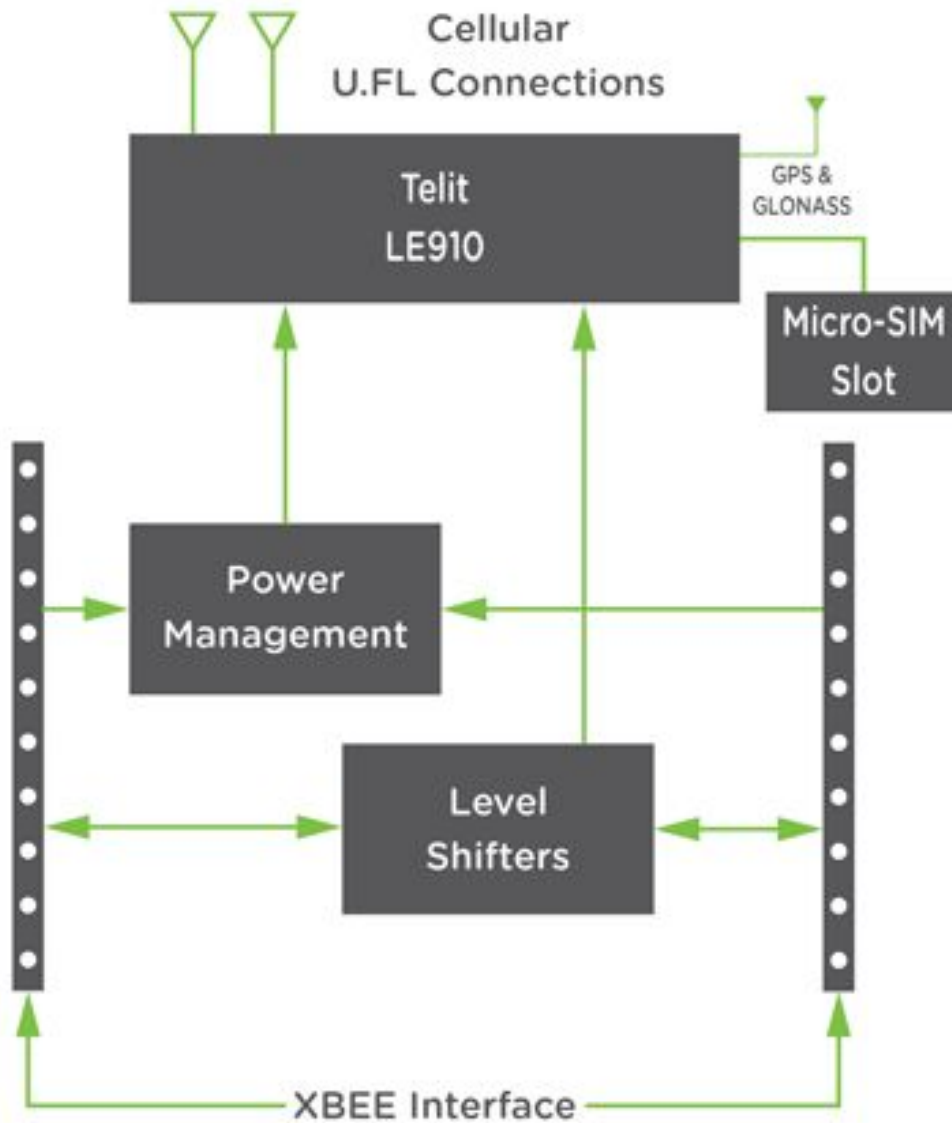 Cellular
U.FL Connections
Telit
LE910
GPS &
GLONASS
Micro-SIM
Slot
Power
Management
Level
Shifters
XBEE Interface